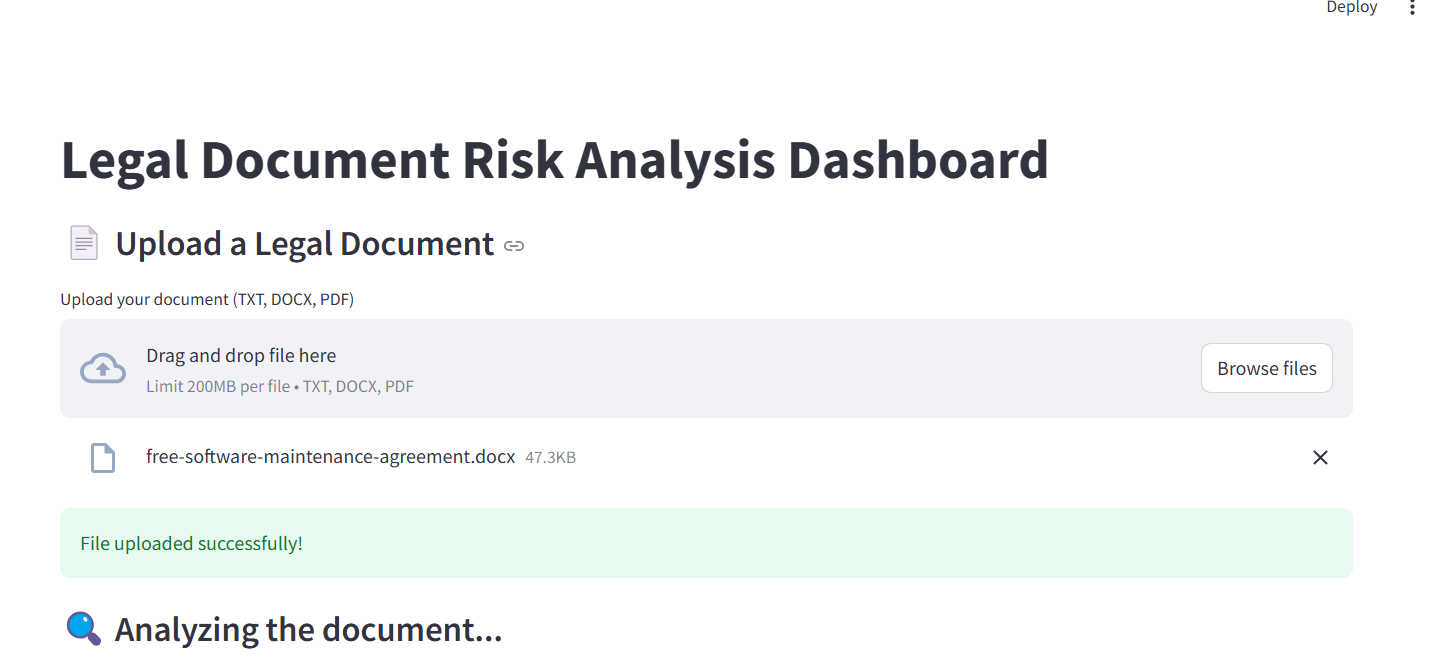 Deploy
Legal Document Risk Analysis Dashboard
Upload a Legal Document
Upload your document (TXT, DOCX, PDF)
Drag and drop file here
Limit 200MB per file • TXT, DOCX, PDF
Browse files
free-software-maintenance-agreement.docx 47.3KB
File uploaded successfully!
Analyzing the document...